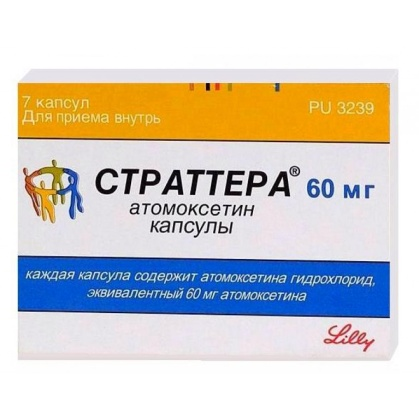 7 капсул
Для приема внутрь
PU 3239
СТРАТТЕРА® 60 мг
атомоксетин
капсулы
каждая капсула содержит атомоксетина гидрохлорид,
эквивалентный 60 мг атомоксетина
Lilly